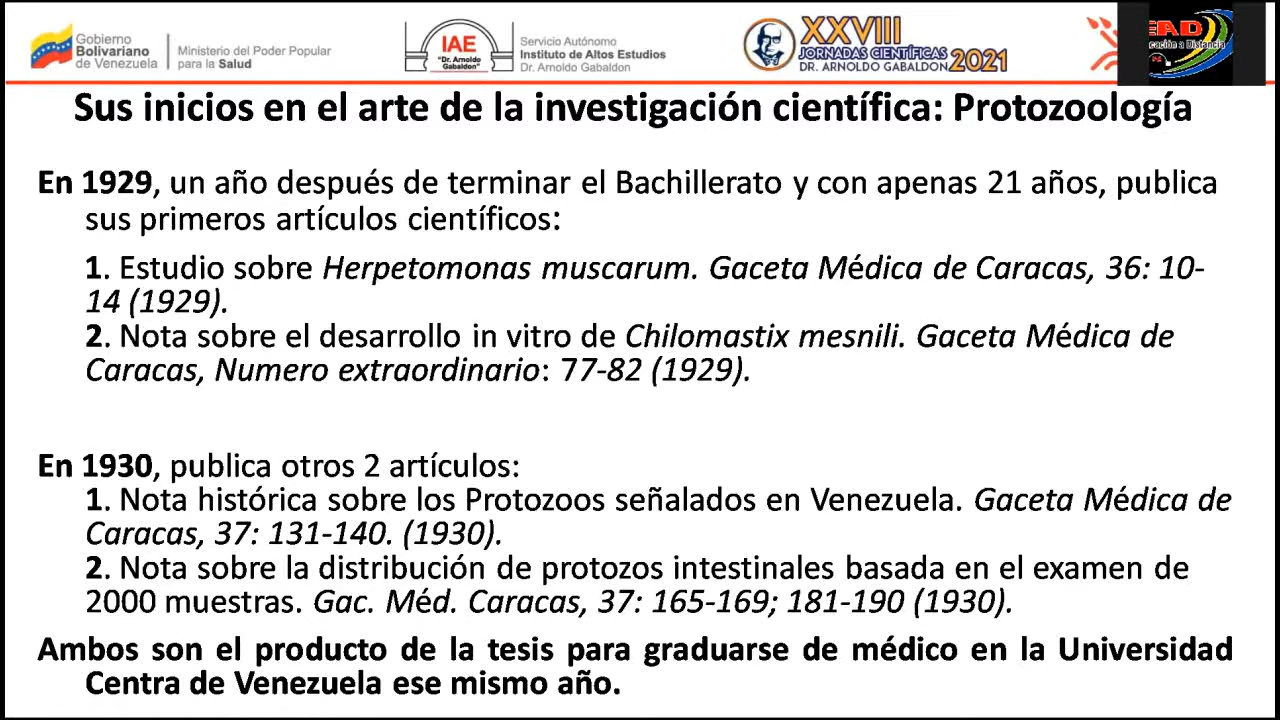 Gobierno
Bolivariano
de Venezuela
Ministerio del Poder Popular
para la Salud
IAE
"Dr. Arnoldo
Gabaldon"
Servicio Autónomo
Instituto de Altos Estudios
Dr. Arnoldo Gabaldon
XXVIII
JORNADAS CIENTÍFICAS
DR. ARNOLDO GABALDON 2021
EAD
cación a Distancia
Sus inicios en el arte de la investigación científica: Protozoología
En 1929, un año después de terminar el Bachillerato y con apenas 21 años, publica
sus primeros artículos científicos:
1. Estudio sobre Herpetomonas muscarum. Gaceta Médica de Caracas, 36: 10-
14 (1929).
2. Nota sobre el desarrollo in vitro de Chilomastix mesnili. Gaceta Médica de
Caracas, Numero extraordinario: 77-82 (1929).
En 1930, publica otros 2 artículos:
1. Nota histórica sobre los Protozoos señalados en Venezuela. Gaceta Médica de
Caracas, 37: 131-140. (1930).
2. Nota sobre la distribución de protozos intestinales basada en el examen de
2000 muestras. Gac. Méd. Caracas, 37: 165-169; 181-190 (1930).
Ambos son el producto de la tesis para graduarse de médico en la Universidad
Centra de Venezuela ese mismo año.